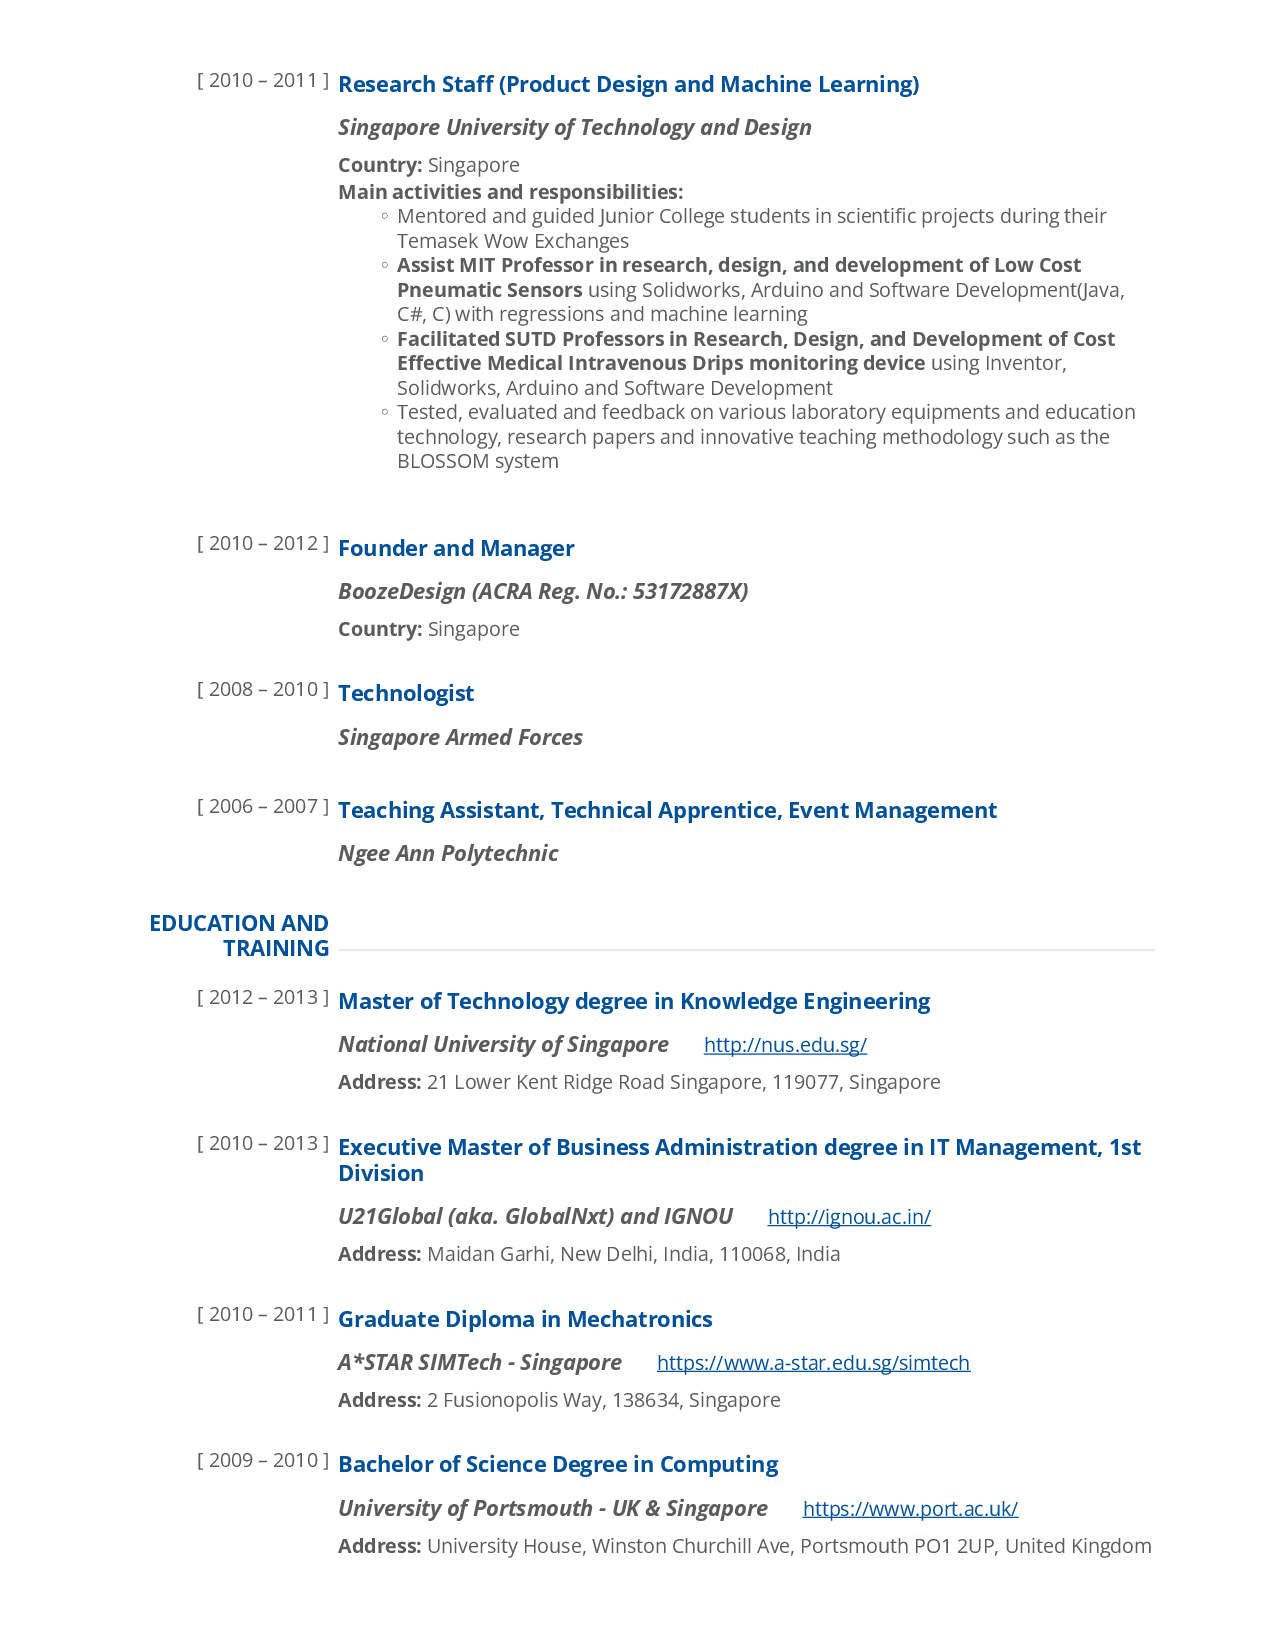 [ 2010 – 2011 ] Research Staff (Product Design and Machine Learning)
Singapore University of Technology and Design
Country: Singapore
Main activities and responsibilities:
◦ Mentored and guided Junior College students in scientific projects during their
Temasek Wow Exchanges
◦ Assist MIT Professor in research, design, and development of Low Cost
Pneumatic Sensors using Solidworks, Arduino and Software Development(Java,
C#, C) with regressions and machine learning
◦ Facilitated SUTD Professors in Research, Design, and Development of Cost
Effective Medical Intravenous Drips monitoring device using Inventor,
Solidworks, Arduino and Software Development
◦ Tested, evaluated and feedback on various laboratory equipments and education
technology, research papers and innovative teaching methodology such as the
BLOSSOM system
[ 2010 – 2012 ] Founder and Manager
BoozeDesign (ACRA Reg. No.: 53172887X)
Country: Singapore
[ 2008 – 2010 ] Technologist
Singapore Armed Forces
[ 2006 – 2007 ] Teaching Assistant, Technical Apprentice, Event Management
Ngee Ann Polytechnic
EDUCATION AND
TRAINING
[ 2012 – 2013 ] Master of Technology degree in Knowledge Engineering
National University of Singapore http://nus.edu.sg/
Address: 21 Lower Kent Ridge Road Singapore, 119077, Singapore
[ 2010 – 2013 ] Executive Master of Business Administration degree in IT Management, 1st
Division
U21Global (aka. GlobalNxt) and IGNOU http://ignou.ac.in/
Address: Maidan Garhi, New Delhi, India, 110068, India
[ 2010 – 2011 ] Graduate Diploma in Mechatronics
A*STAR SIMTech - Singapore https://www.a-star.edu.sg/simtech
Address: 2 Fusionopolis Way, 138634, Singapore
[ 2009 – 2010 ] Bachelor of Science Degree in Computing
University of Portsmouth - UK & Singapore https://www.port.ac.uk/
Address: University House, Winston Churchill Ave, Portsmouth PO1 2UP, United Kingdom